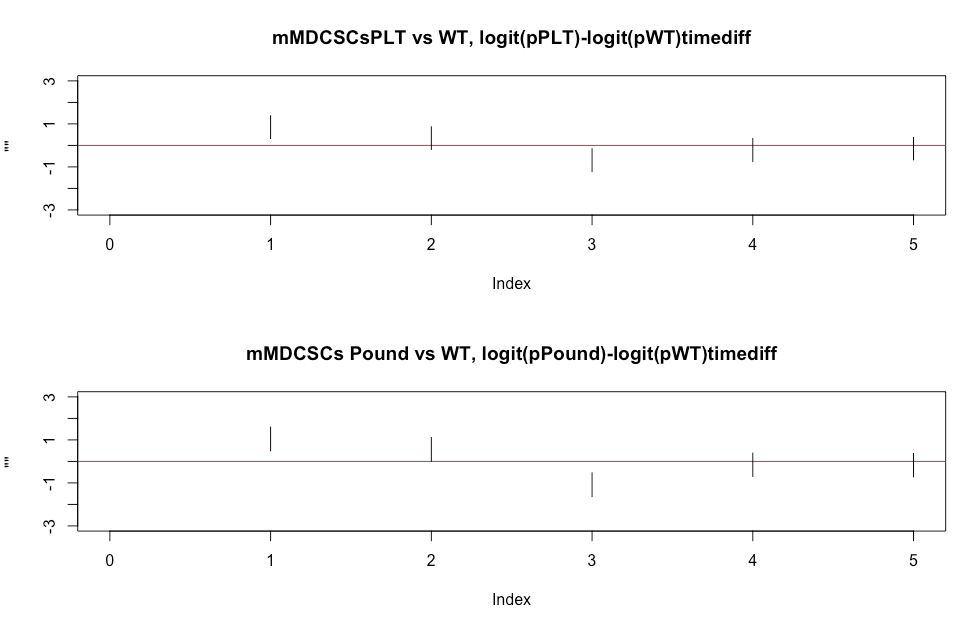 mMDCSCsPLT vs WT, logit(pPLT)-logit(pWT)timediff
3
1
-1
-3
""
0 1 2 3 4 5
Index
mMDCSCs Pound vs WT, logit(pPound)-logit(pWT)timediff
3
1
-1
-3
""
0 1 2 3 4 5
Index